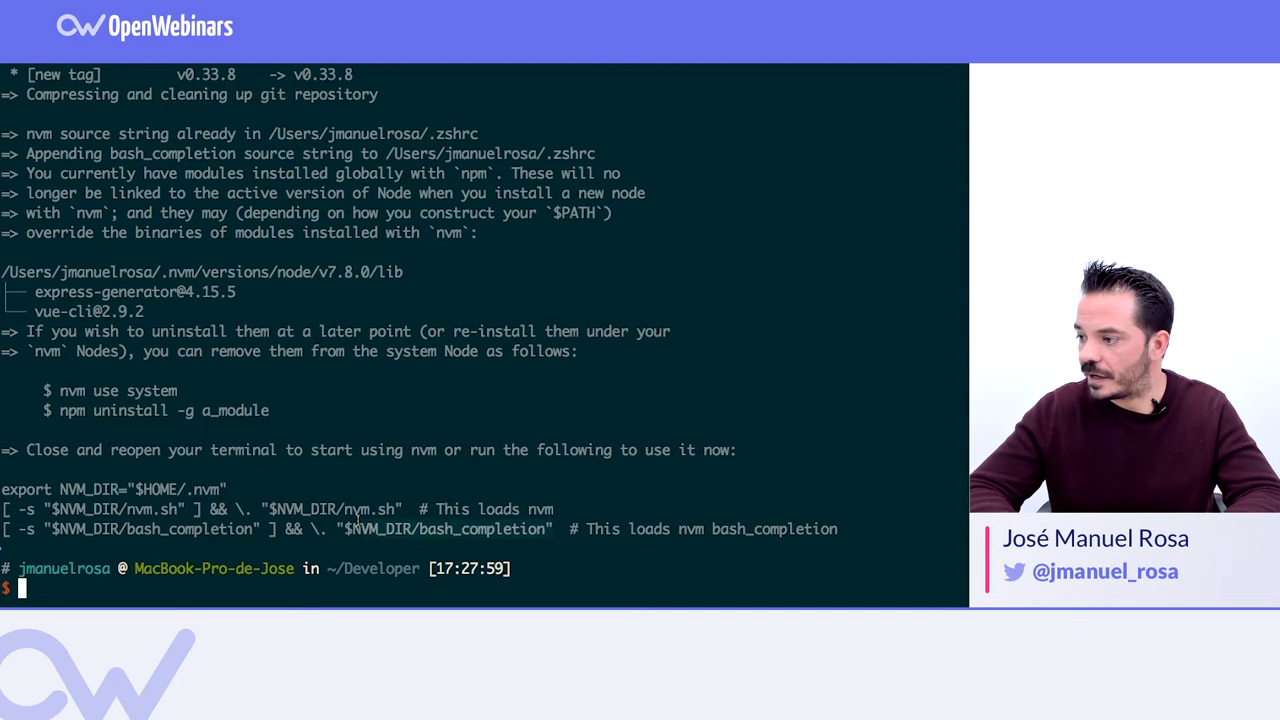 OpenWebinars
* [new tag]         v0.33.8    -> v0.33.8
=> Compressing and cleaning up git repository
=> nvm source string already in /Users/jmanuelrosa/.zshrc
=> Appending bash_completion source string to /Users/jmanuelrosa/.zshrc
=> You currently have modules installed globally with `npm`. These will no
=> longer be linked to the active version of Node when you install a new node
=> with `nvm`; and they may (depending on how you construct your `$PATH`)
=> override the binaries of modules installed with `nvm`:
/Users/jmanuelrosa/.nvm/versions/node/v7.8.0/lib
├── express-generator@4.15.5
└── vue-cli@2.9.2
=> If you wish to uninstall them at a later point (or re-install them under your
=> `nvm` Nodes), you can remove them from the system Node as follows:
$ nvm use system
$ npm uninstall -g a_module
=> Close and reopen your terminal to start using nvm or run the following to use it now:
export NVM_DIR="$HOME/.nvm"
[ -s "$NVM_DIR/nvm.sh" ] && \. "$NVM_DIR/nvm.sh"  # This loads nvm
[ -s "$NVM_DIR/bash_completion" ] && \. "$NVM_DIR/bash_completion"  # This loads nvm bash_completion
# jmanuelrosa @ MacBook-Pro-de-Jose in ~/Developer [17:27:59]
$
José Manuel Rosa
@jmanuel_rosa